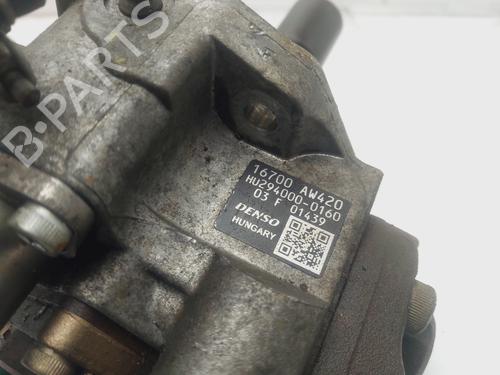 B-PARTS
16700 AW420
HU294000-0160
03 F 01439
DENSO
HUNGARY